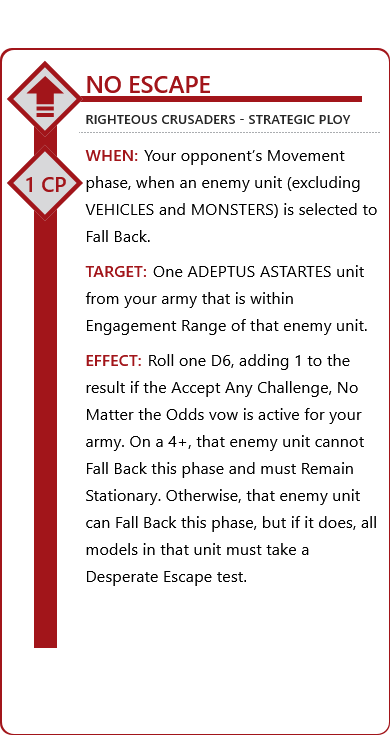 NO ESCAPE
RIGHTEOUS CRUSADERS - STRATEGIC PLOY
1 CP
WHEN: Your opponent’s Movement
phase, when an enemy unit (excluding
VEHICLES and MONSTERS) is selected to
Fall Back.
TARGET: One ADEPTUS ASTARTES unit
from your army that is within
Engagement Range of that enemy unit.
EFFECT: Roll one D6, adding 1 to the
result if the Accept Any Challenge, No
Matter the Odds vow is active for your
army. On a 4+, that enemy unit cannot
Fall Back this phase and must Remain
Stationary. Otherwise, that enemy unit
can Fall Back this phase, but if it does, all
models in that unit must take a
Desperate Escape test.